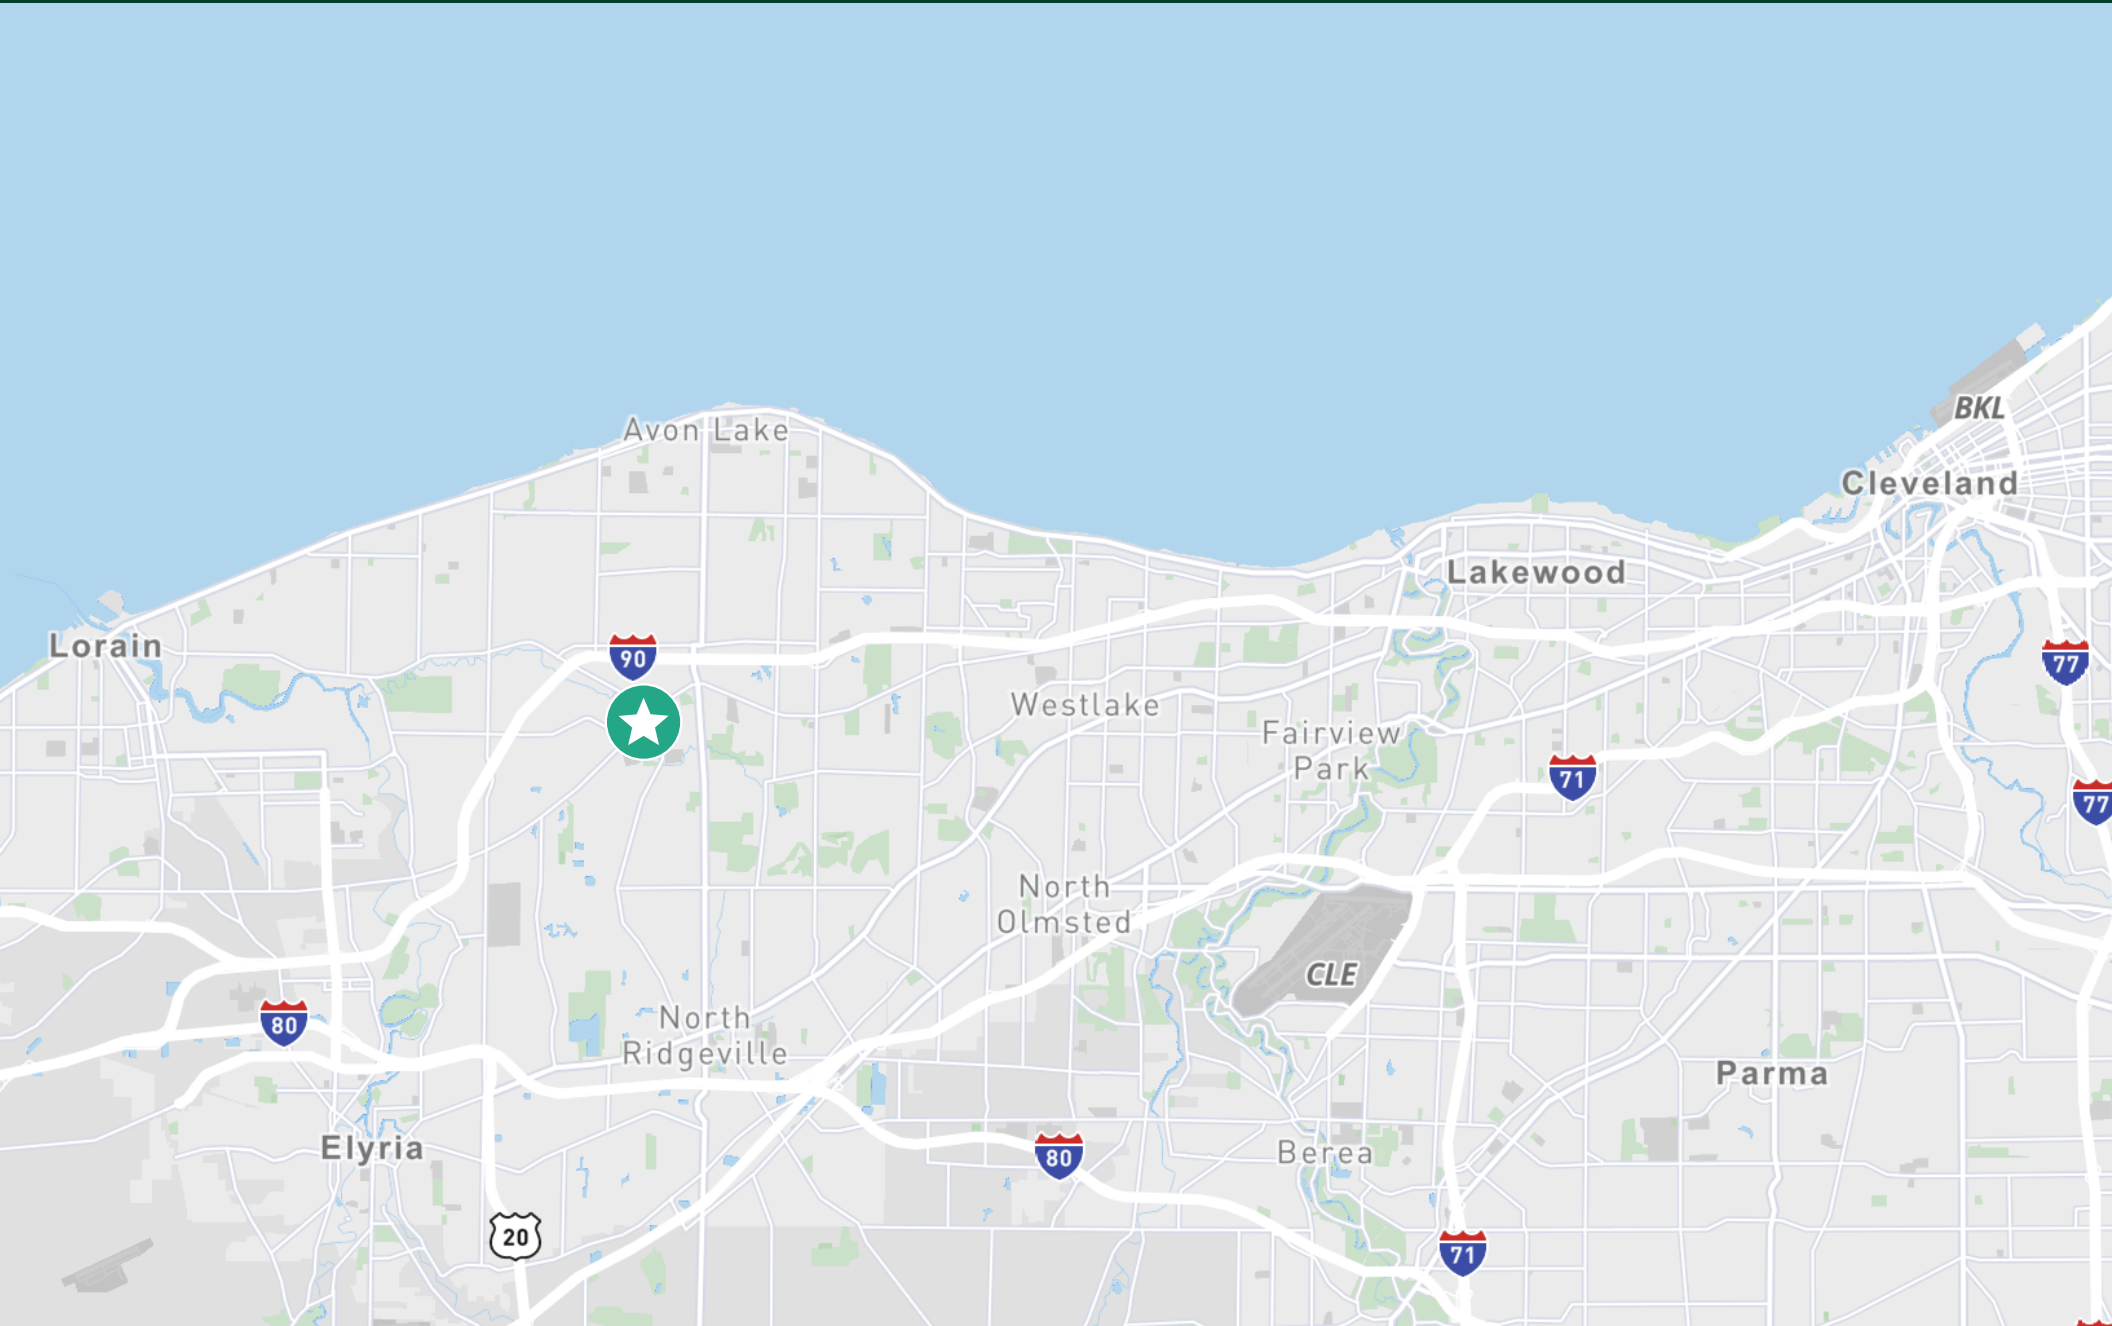 Avon Lake
BKL
Cleveland
Lakewood
Lorain
90
77
Westlake
Fairview
Park
71
77
North
Olmsted
CLE
80
North
Ridgeville
Parma
Elyria
80
Berea
20
71